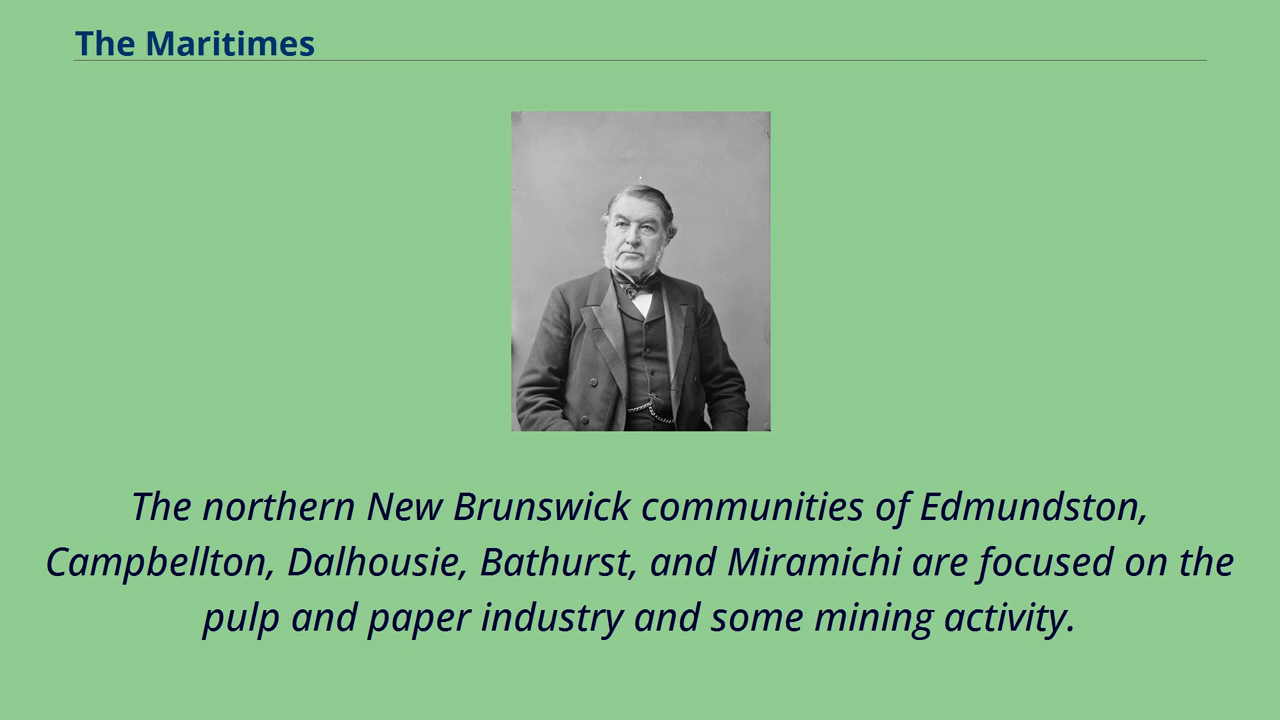 The Maritimes
The northern New Brunswick communities of Edmundston,
Campbellton, Dalhousie, Bathurst, and Miramichi are focused on the
pulp and paper industry and some mining activity.